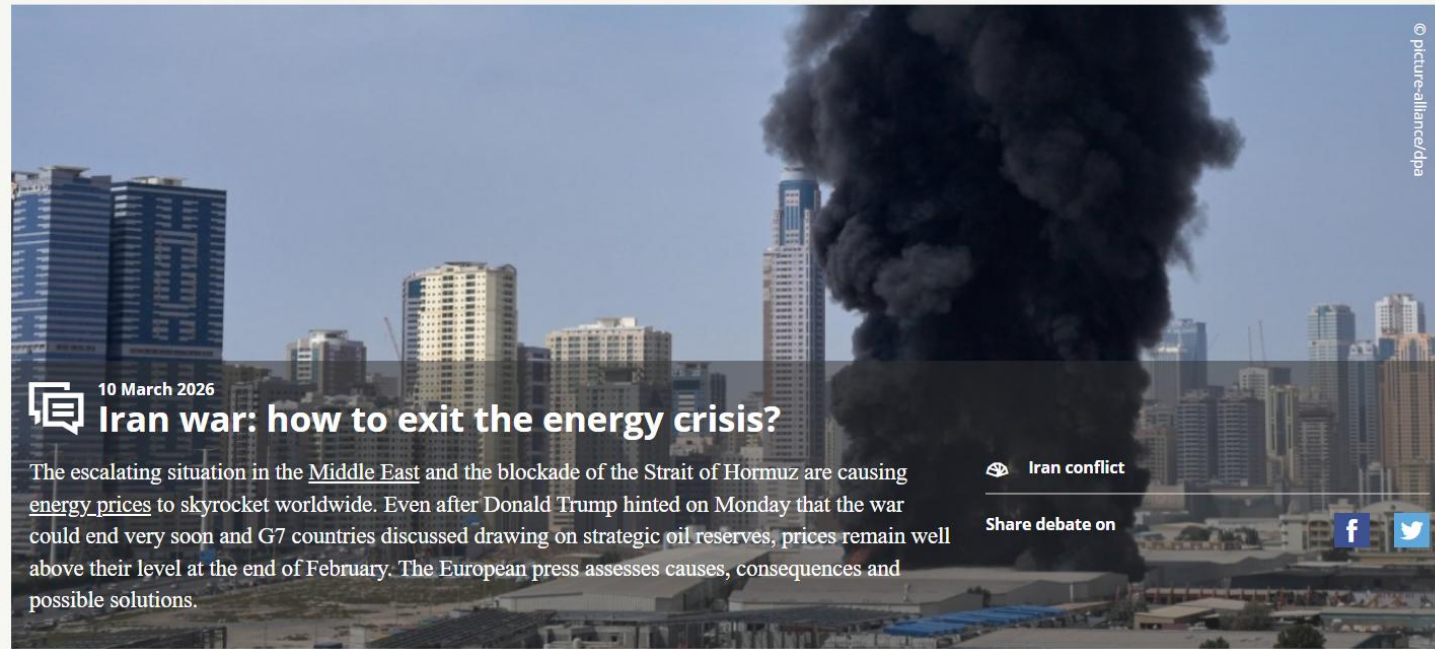 © picture-alliance/dpa
10 March 2026
Iran war: how to exit the energy crisis?
The escalating situation in the Middle East and the blockade of the Strait of Hormuz are causing
energy prices to skyrocket worldwide. Even after Donald Trump hinted on Monday that the war
could end very soon and G7 countries discussed drawing on strategic oil reserves, prices remain well
above their level at the end of February. The European press assesses causes, consequences and
possible solutions.
Iran conflict
Share debate on